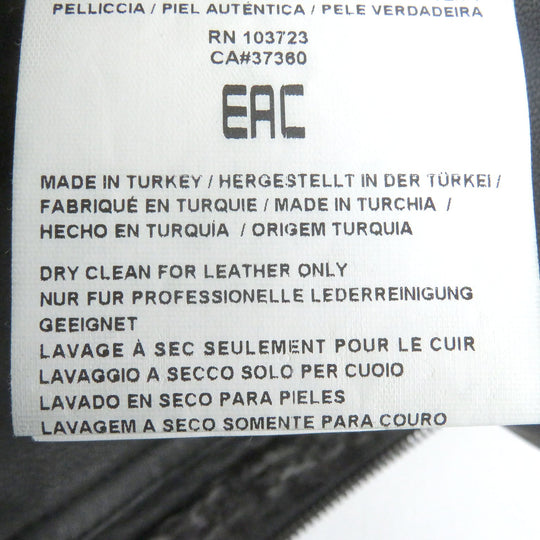 PELLICCIA / PIEL AUTÉNTICA / PELE VERDADEIRA
RN 103723
CA#37360
EAC
MADE IN TURKEY / HERGESTELLT IN DER TÜRKEI /
FABRIQUÉ EN TURQUIE / MADE IN TURCHIA /
HECHO EN TURQUÍA / ORIGEM TURQUIA
DRY CLEAN FOR LEATHER ONLY
NUR FUR PROFESSIONELLE LEDERREINIGUNG
GEEIGNET
LAVAGE À SEC SEULEMENT POUR LE CUIR
LAVAGGIO A SECCO SOLO PER CUOIO
LAVADO EN SECO PARA PIELES
LAVAGEM A SECO SOMENTE PARA COURO